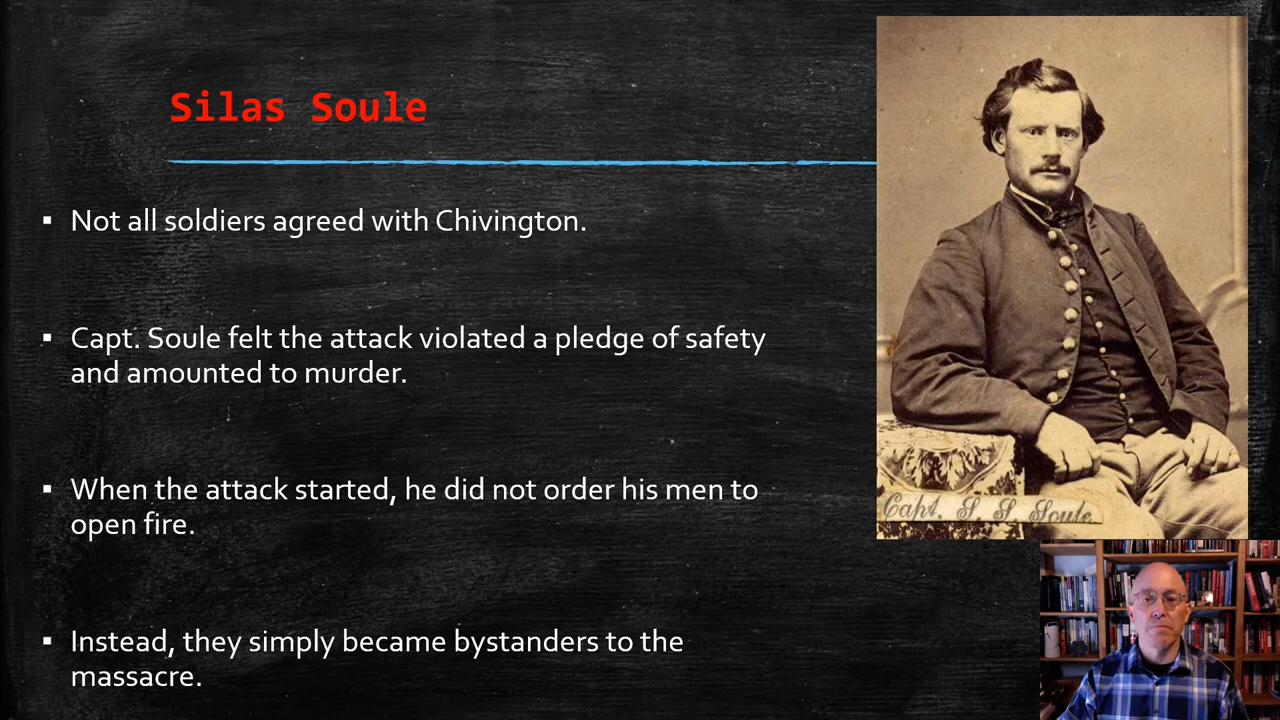 Silas Soule
▪ Not all soldiers agreed with Chivington.
▪ Capt. Soule felt the attack violated a pledge of safety
and amounted to murder.
▪ When the attack started, he did not order his men to
open fire.
▪ Instead, they simply became bystanders to the
massacre.
Capt. S. S. Soule